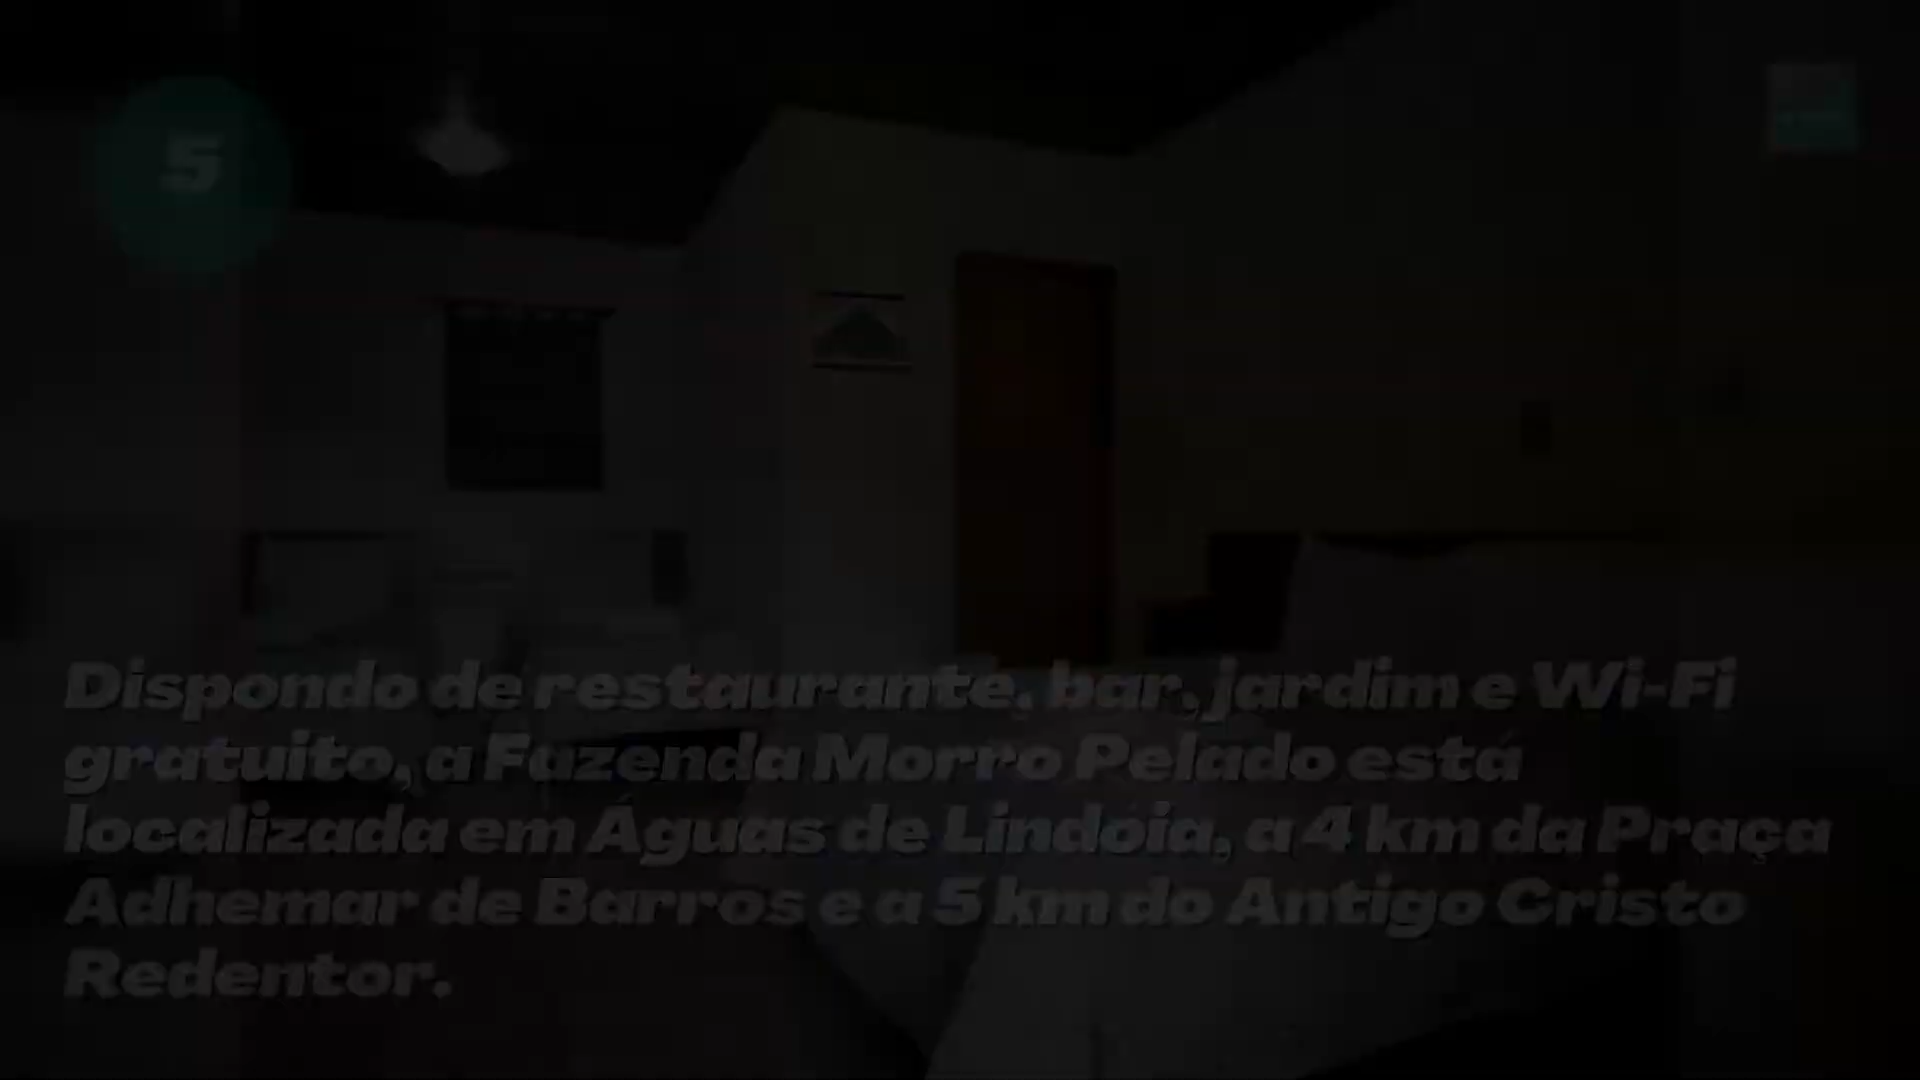 5
Dispondo de restaurante, bar, jardim e Wi-Fi
gratuito, a Fazenda Morro Pelado está
localizada em Águas de Lindóia, a 4 km da Praça
Adhemar de Barros e a 5 km do Antigo Cristo
Redentor.